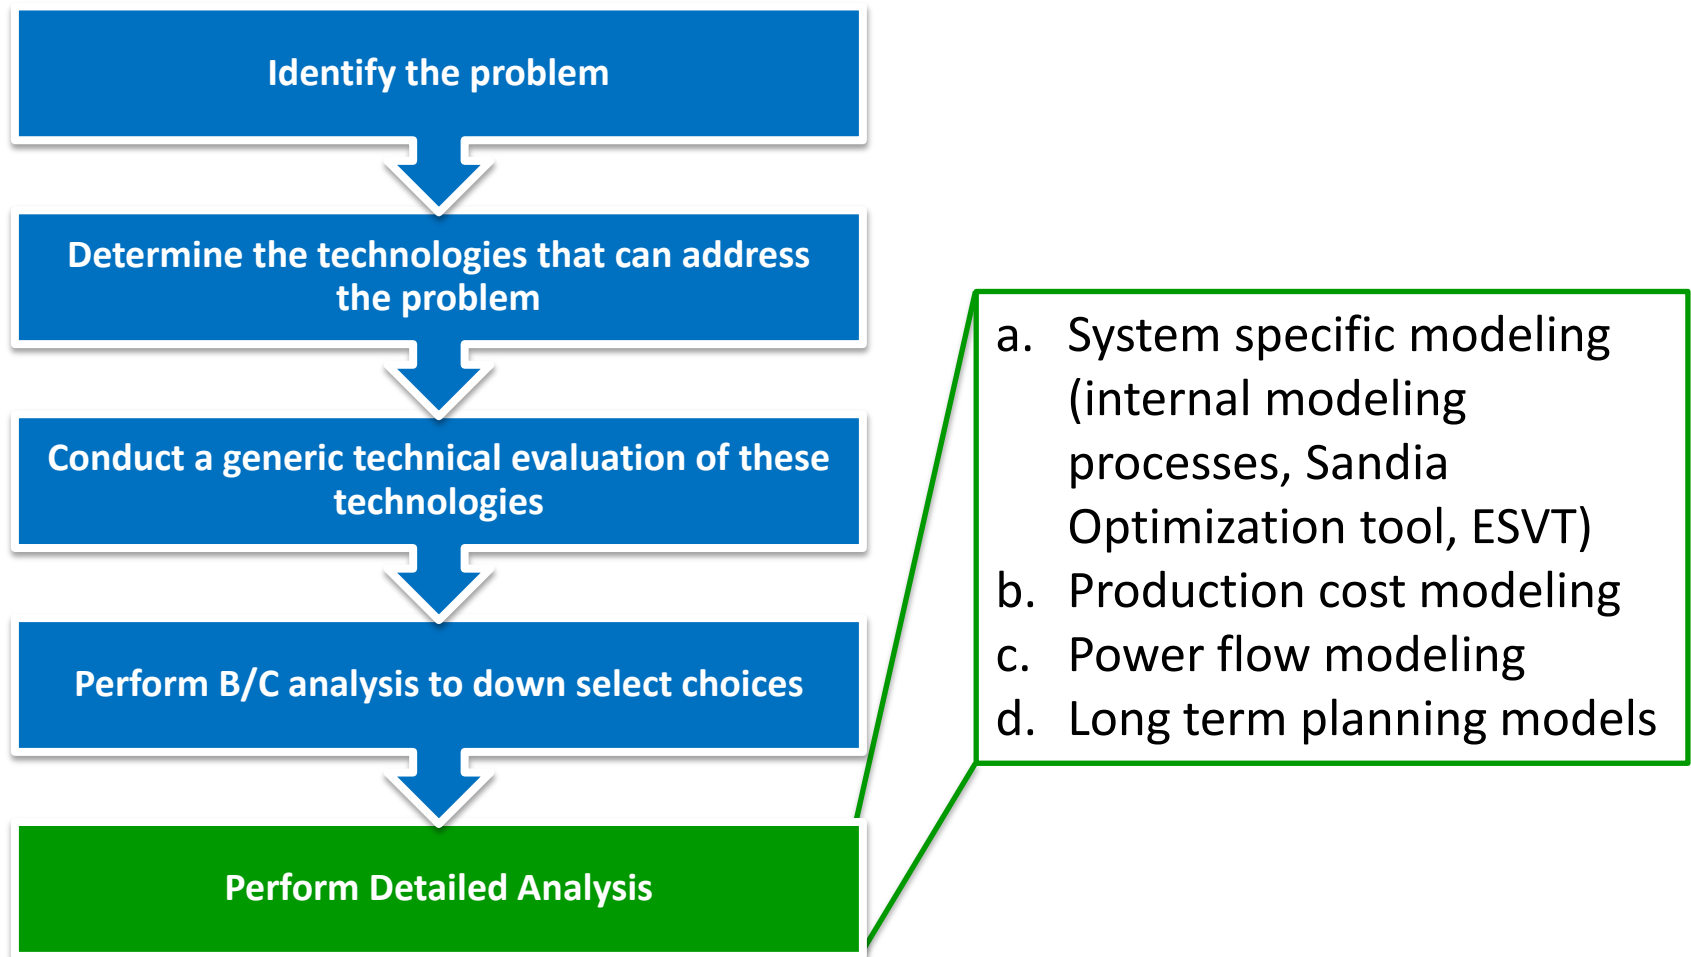 Identify the problem
Determine the technologies that can address
the problem
Conduct a generic technical evaluation of these
technologies
Perform B/C analysis to down select choices
Perform Detailed Analysis
a. System specific modeling
(internal modeling
processes, Sandia
Optimization tool, ESVT)
b. Production cost modeling
c. Power flow modeling
d. Long term planning models